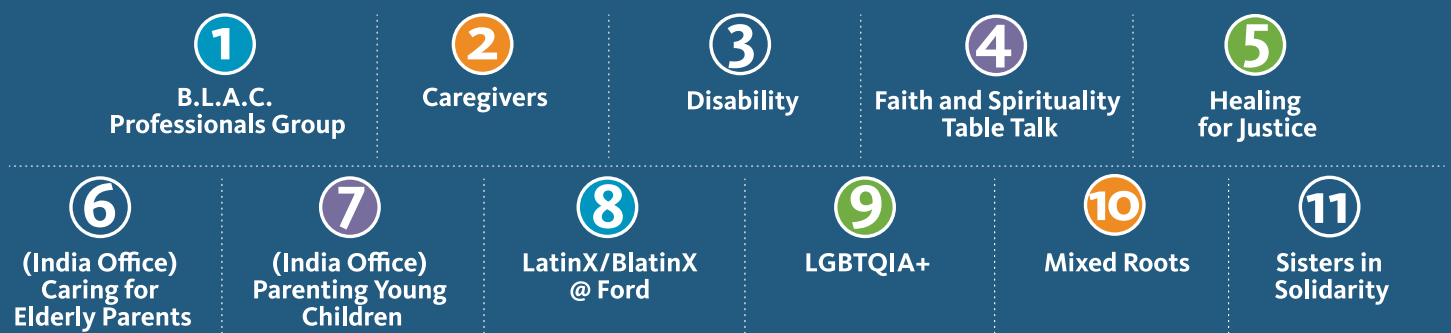 1
B.L.A.C.
Professionals Group
2
Caregivers
3
Disability
4
Faith and Spirituality
Table Talk
5
Healing
for Justice
6
(India Office)
Caring for
Elderly Parents
7
(India Office)
Parenting Young
Children
8
LatinX/BlatinX
@ Ford
9
LGBTQIA+
10
Mixed Roots
11
Sisters in
Solidarity